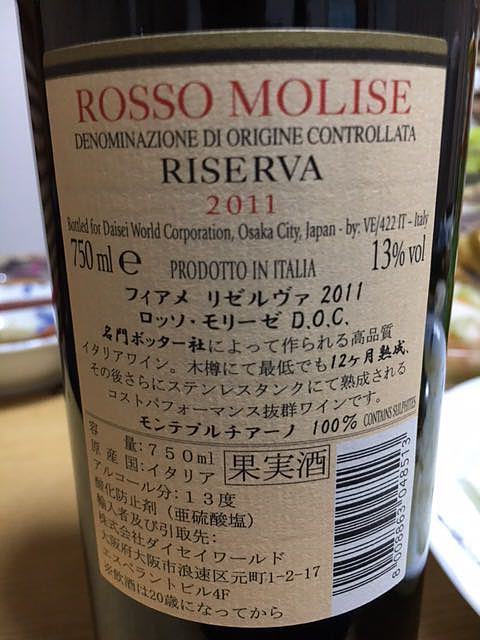 ROSSO MOLISE
DENOMINAZIONE DI ORIGINE CONTROLLATA
RISERVA
2011
Bottled for Daisei World Corporation, Osaka City, Japan - by: VE/422 IT – Italy
750 ml e PRODOTTO IN ITALIA 13% vol
フィアメ リゼルヴァ 2011
ロッソ・モリーゼ D.O.C.
名門ボッター社によって作られる高品質
イタリアワイン。木樽にて最低でも12ヶ月熟成、
その後さらにステンレスタンクにて熟成される
コストパフォーマンス抜群ワインです。
モンテプルチアーノ 100% CONTAINS SULPHITES
容 量:750ml
原産国:イタリア
果実酒
アルコール分:13度
酸化防止剤（亜硫酸塩）
輸入者及び引取先:
株式会社ダイセイワールド
大阪府大阪市浪速区元町1-2-17
エスペラントビル4F
※飲酒は20歳になってから
8 008863 048513